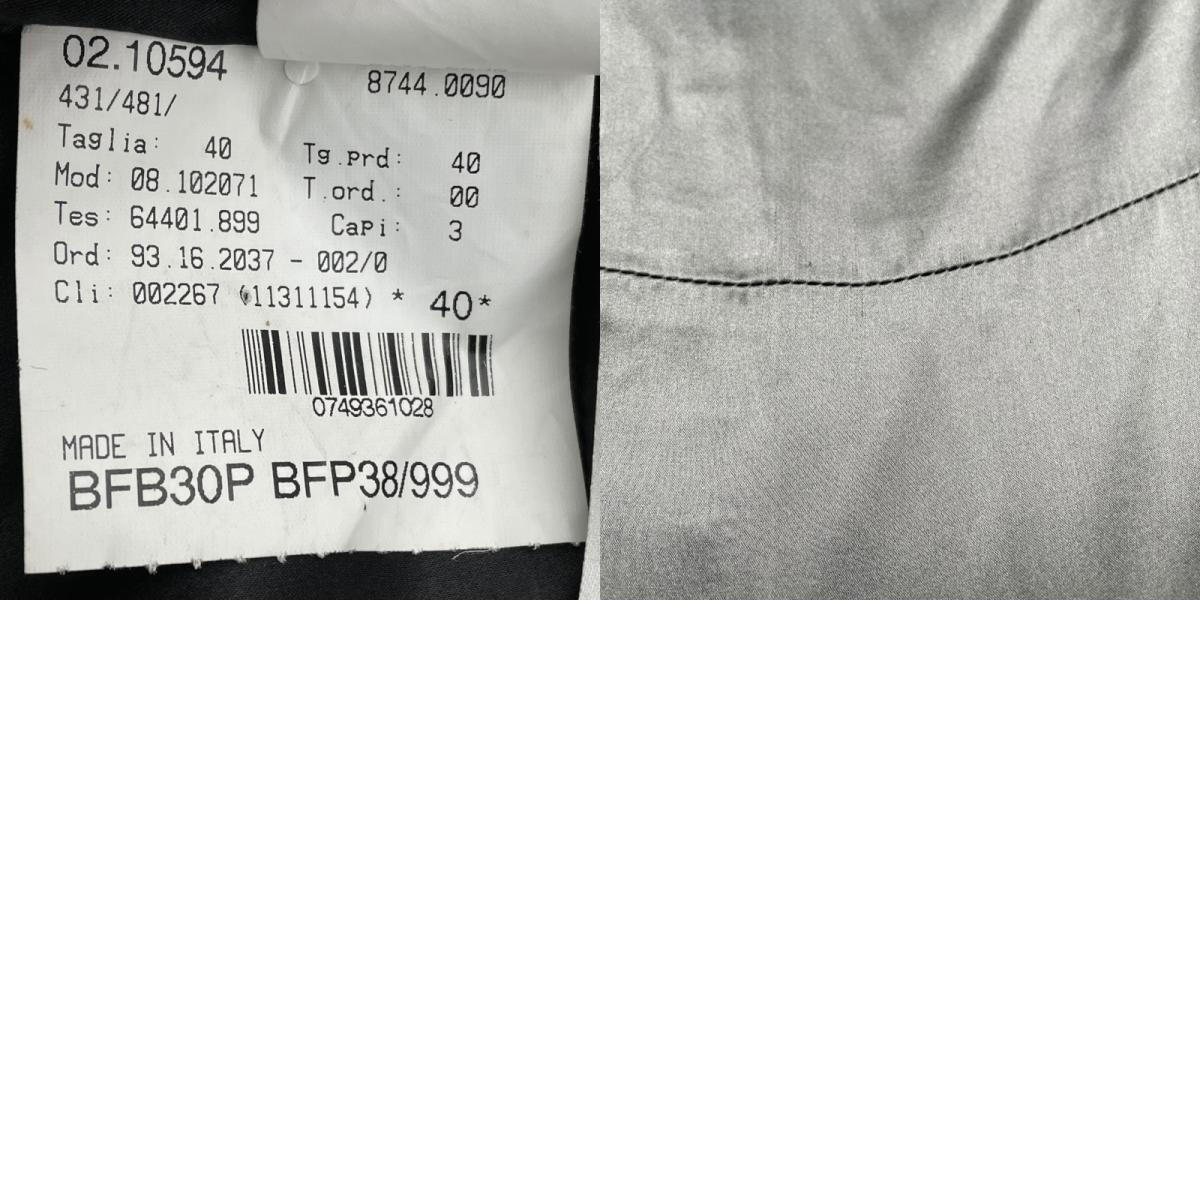 02.10594
8744.0090
431/481/
Taglia: 40 Tg.prd: 40
Mod: 08.102071 T.ord.: 00
Tes: 64401.899 Capi: 3
Ord: 93.16.2037 - 002/0
Cli: 002267 (11311154) * 40*
0749361028
MADE IN ITALY
BFB30P BFP38/999